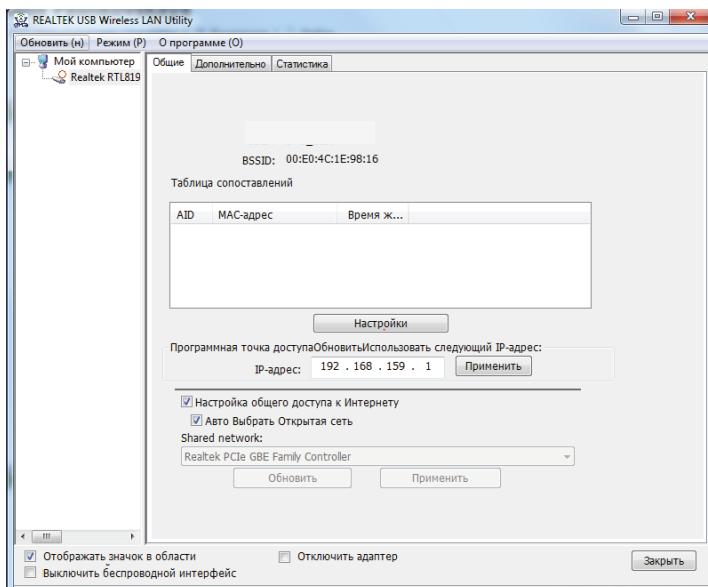 REALTEK USB Wireless LAN Utility
Обновить (н) Режим (Р) О программе (О)
Мой компьютер
Realtek RTL819
Общие Дополнительно Статистика
BSSID: 00:E0:4C:1E:98:16
Таблица сопоставлений
AID MAC-адрес Время ж...
Настройки
Программная точка доступаОбновитьИспользовать следующий IP-адрес:
IP-адрес: 192 . 168 . 159 . 1 Применить
Настройка общего доступа к Интернету
Авто Выбрать Открытая сеть
Shared network:
Realtek PCIe GBE Family Controller
Обновить Применить
Отображать значок в области Отключить адаптер
Выключить беспроводной интерфейс
Закрыть